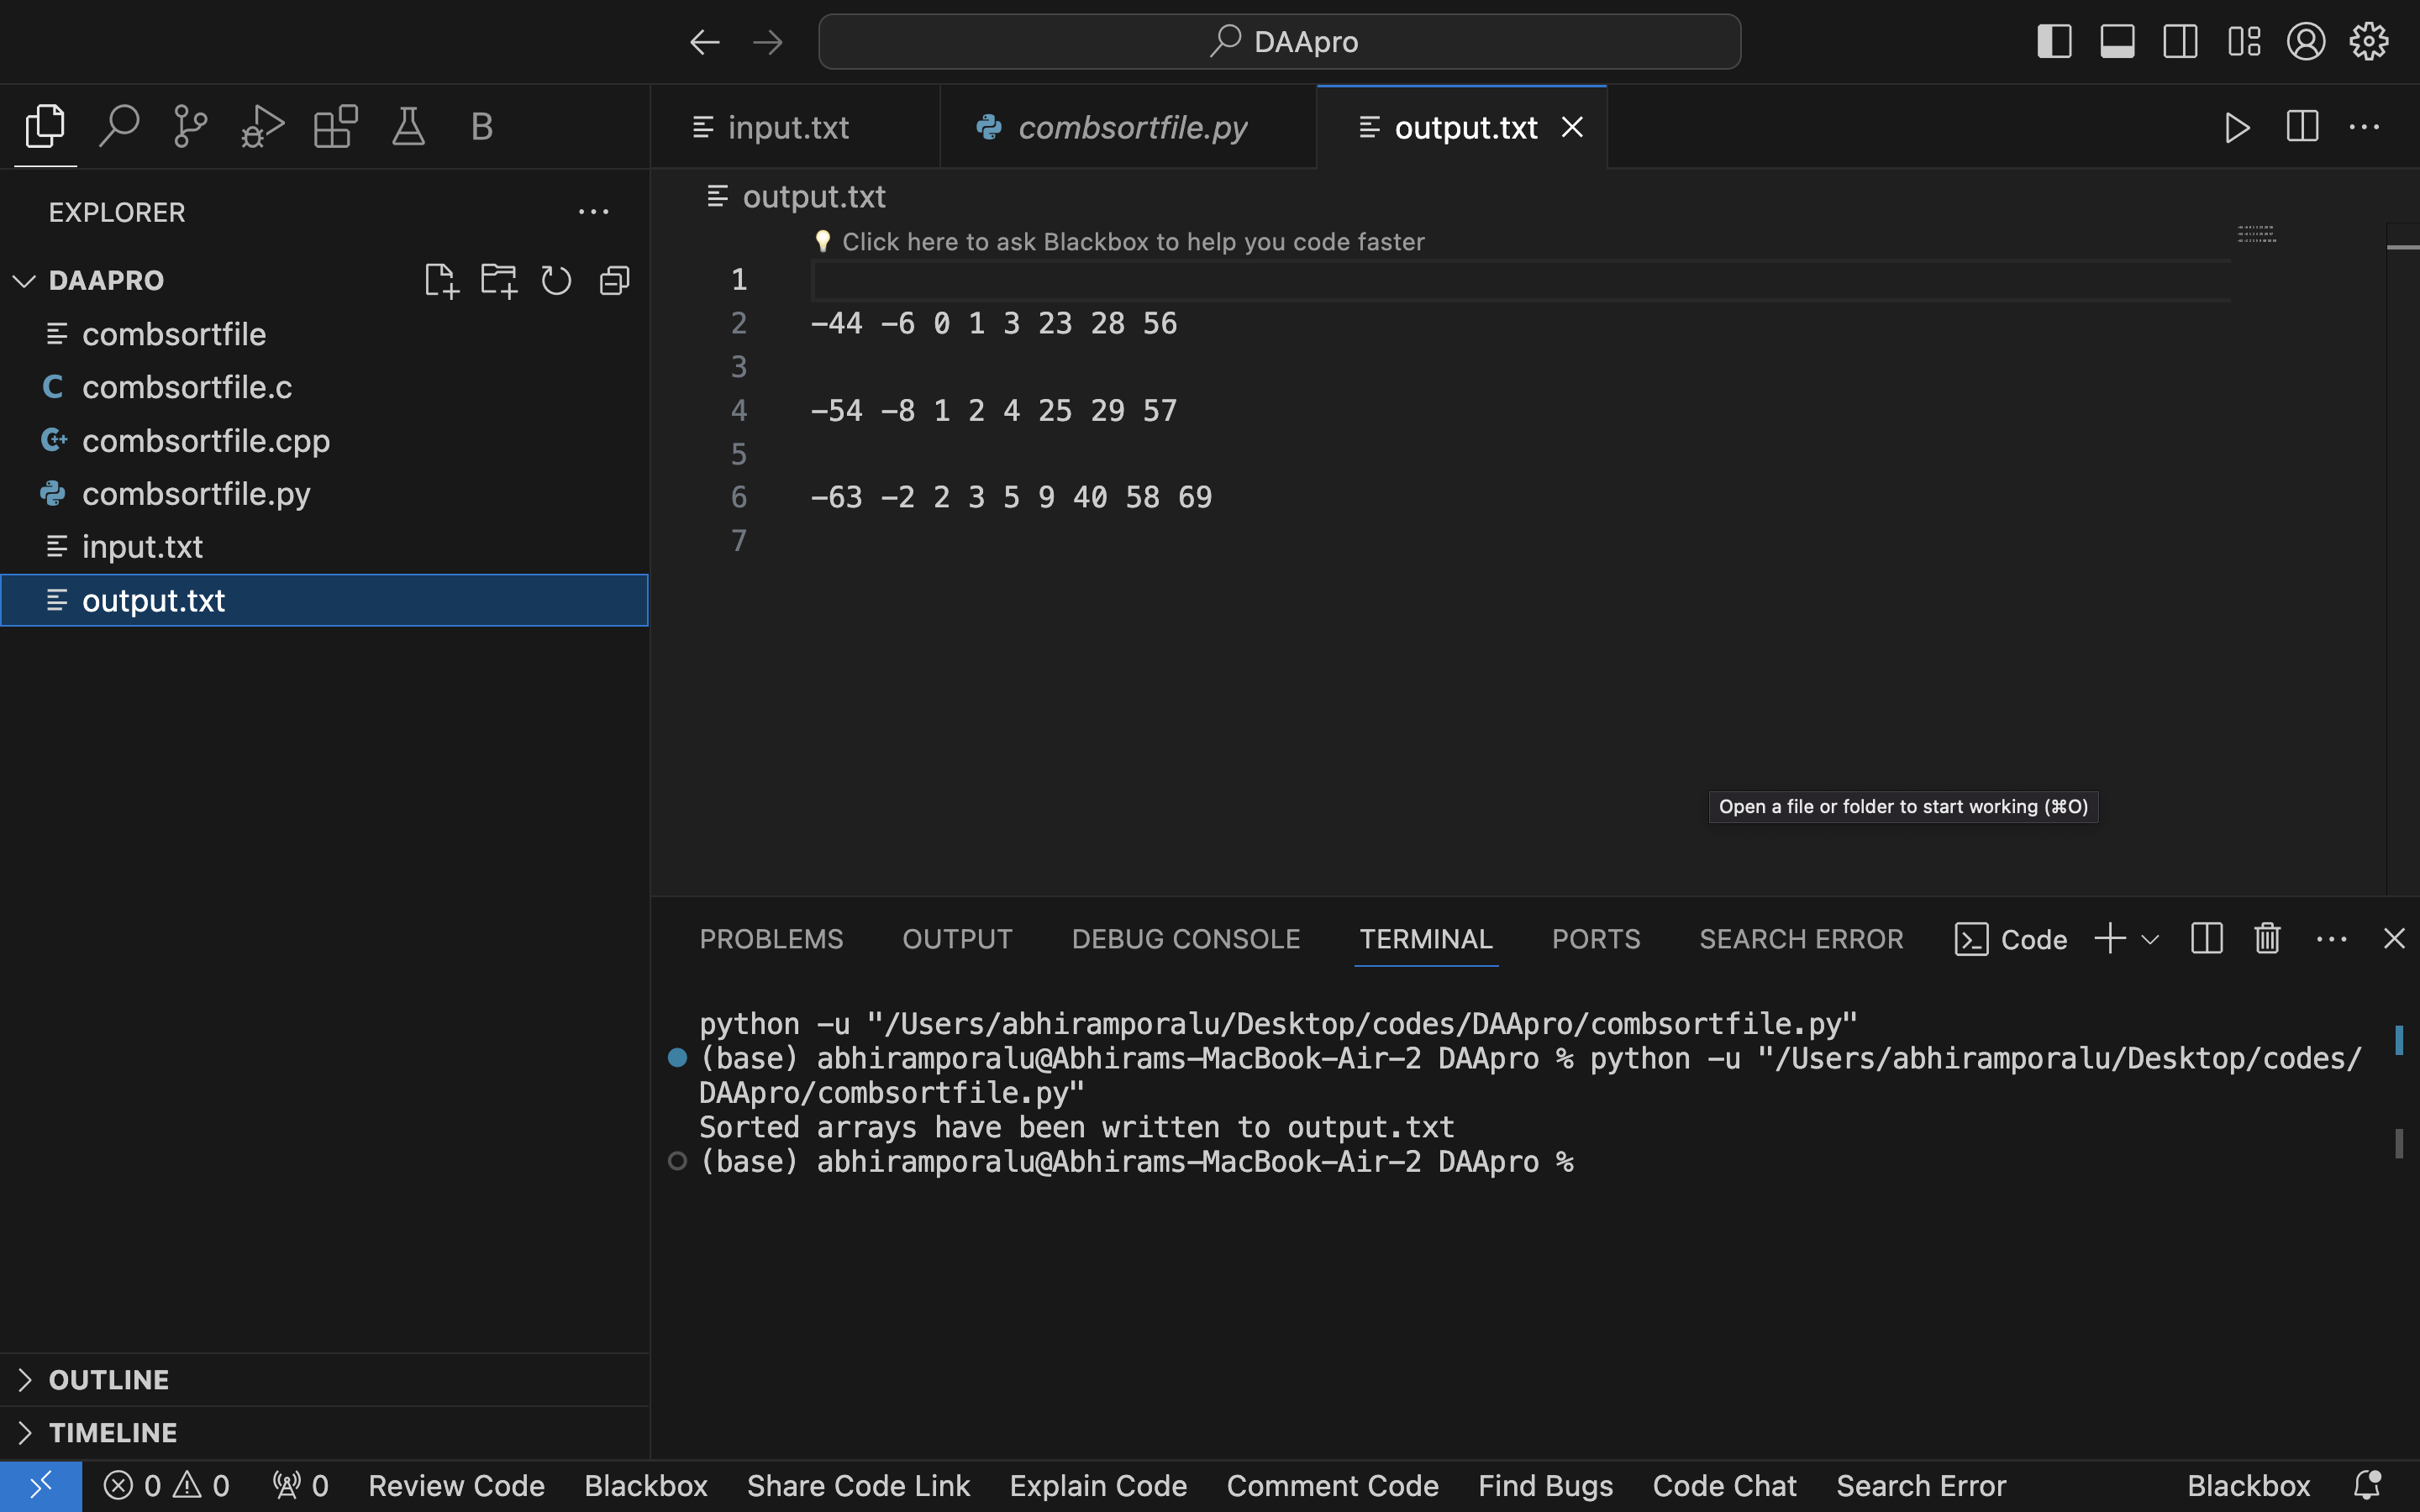 DAApro
B
input.txt
combsortfile.py
output.txt
EXPLORER
output.txt
Click here to ask Blackbox to help you code faster
DAAPRO
combsortfile
C combsortfile.c
C++ combsortfile.cpp
combsortfile.py
input.txt
output.txt
1
2 -44 -6 0 1 3 23 28 56
3
4 -54 -8 1 2 4 25 29 57
5
6 -63 -2 2 3 5 9 40 58 69
7
Open a file or folder to start working (⌘O)
PROBLEMS OUTPUT DEBUG CONSOLE TERMINAL PORTS SEARCH ERROR Code
python -u "/Users/abhiramporalu/Desktop/codes/DAApro/combsortfile.py"
(base) abhiramporalu@Abhirams-MacBook-Air-2 DAApro % python -u "/Users/abhiramporalu/Desktop/codes/
DAApro/combsortfile.py"
Sorted arrays have been written to output.txt
(base) abhiramporalu@Abhirams-MacBook-Air-2 DAApro %
OUTLINE
TIMELINE
0 0 0 Review Code Blackbox Share Code Link Explain Code Comment Code Find Bugs Code Chat Search Error Blackbox